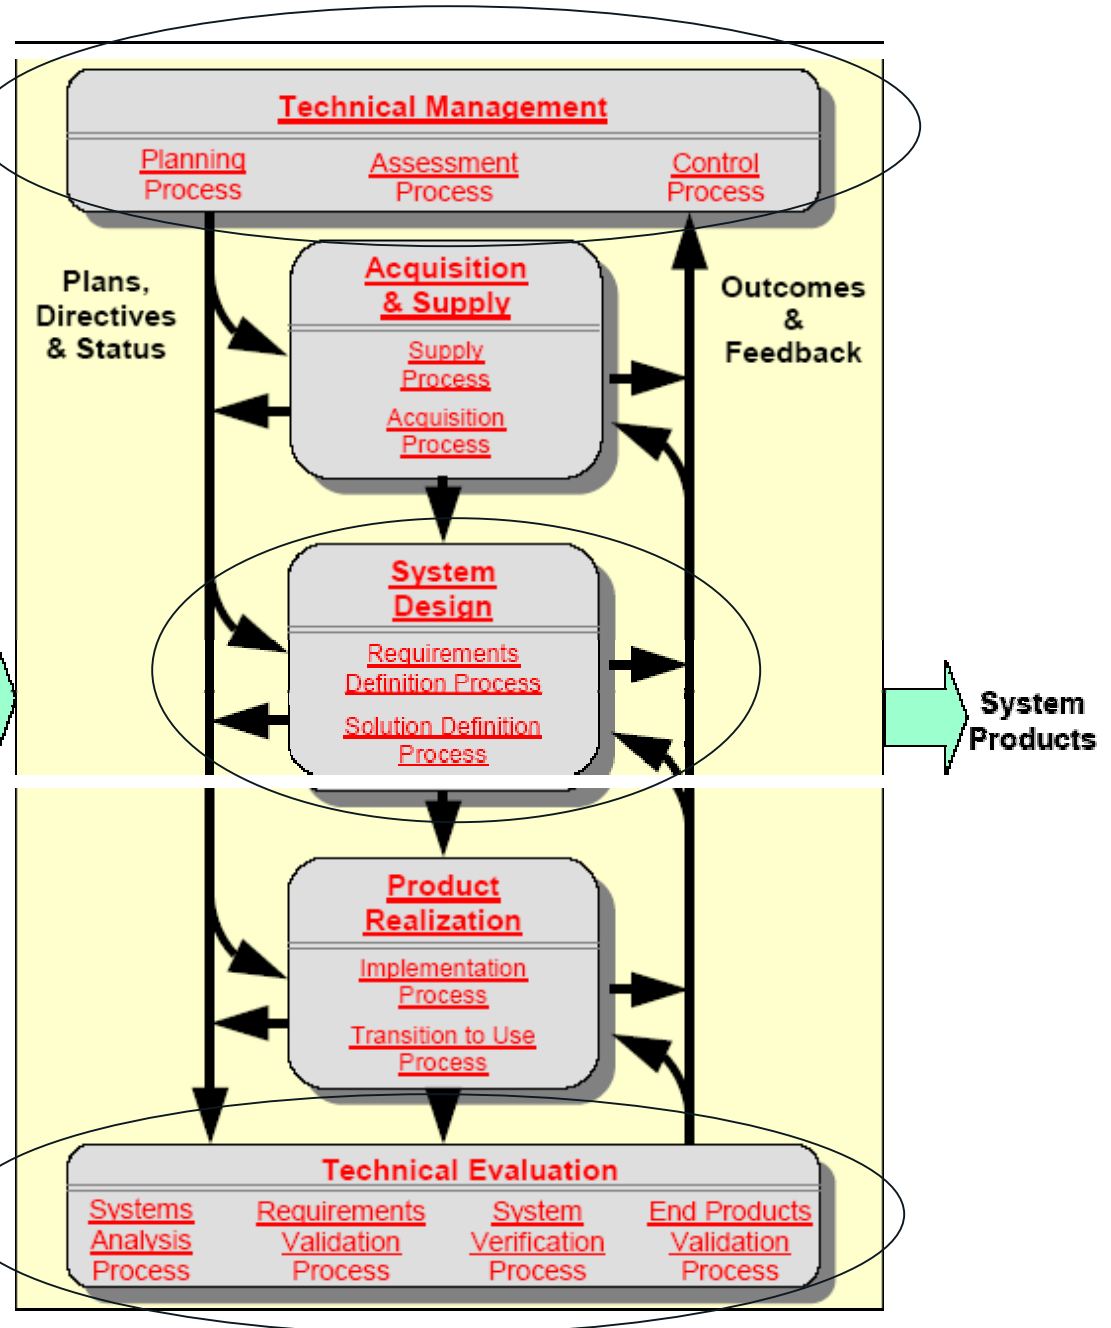 Technical Management
Planning
Process
Assessment
Process
Control
Process
Plans,
Directives
& Status
Acquisition
& Supply
Supply
Process
Acquisition
Process
Outcomes
&
Feedback
System
Design
Requirements
Definition Process
Solution Definition
Process
System
Products
Product
Realization
Implementation
Process
Transition to Use
Process
Technical Evaluation
Systems
Analysis
Process
Requirements
Validation
Process
System
Verification
Process
End Products
Validation
Process